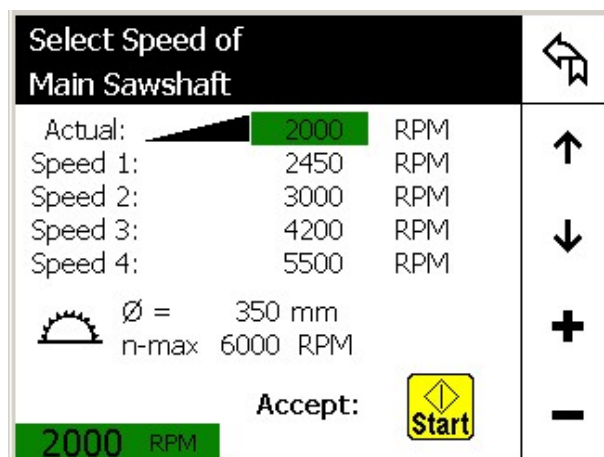 Select Speed of
Main Sawshaft
Actual: 2000 RPM
Speed 1: 2450 RPM
Speed 2: 3000 RPM
Speed 3: 4200 RPM
Speed 4: 5500 RPM
Ø = 350 mm
n-max 6000 RPM
Accept: Start
2000 RPM